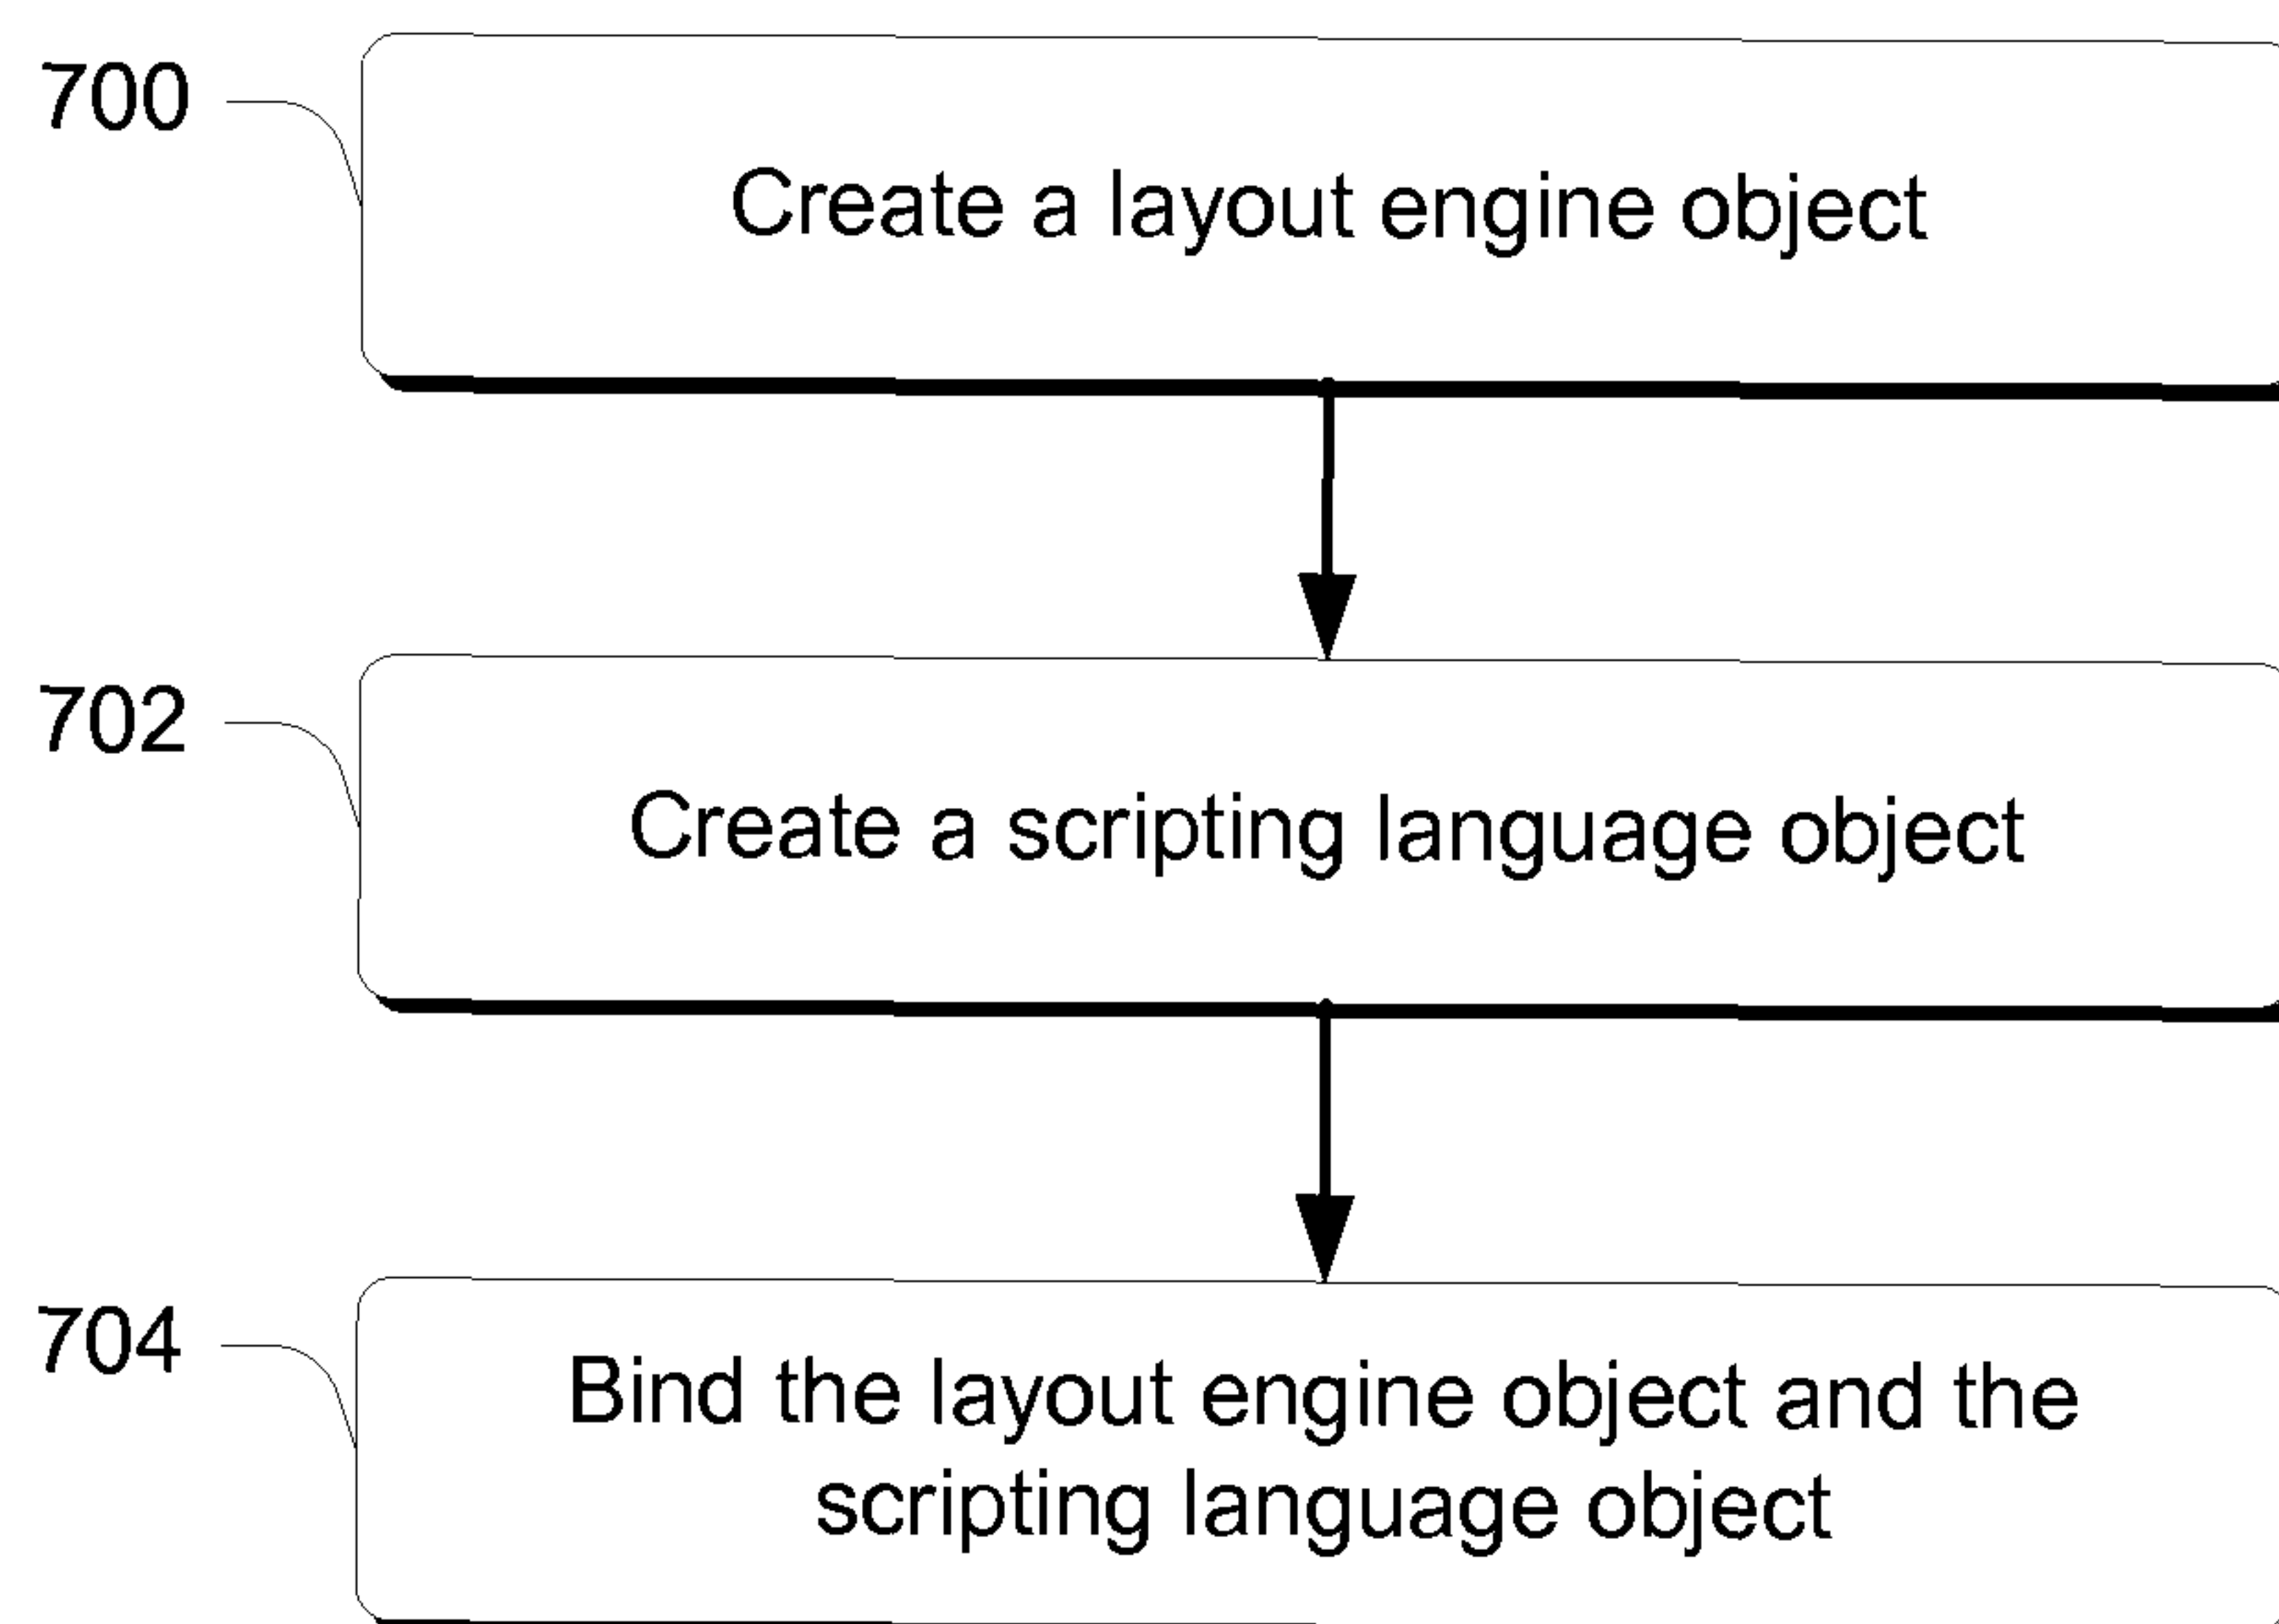 700
Create a layout engine object
702
Create a scripting language object
704
Bind the layout engine object and the
scripting language object